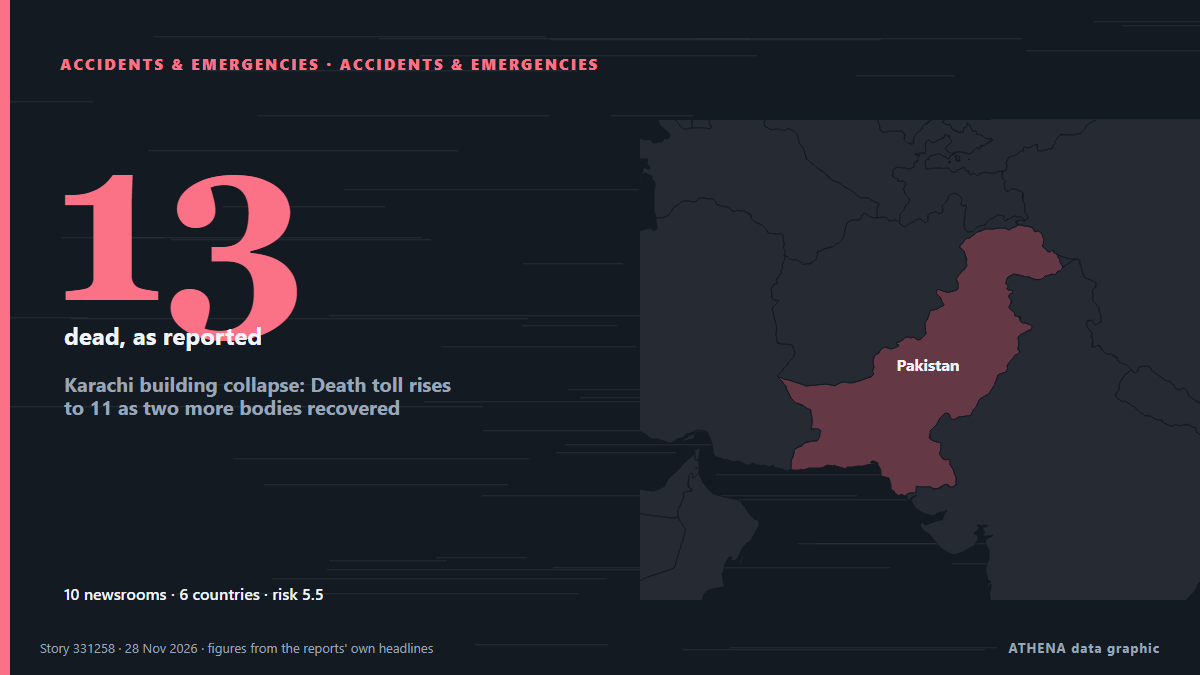 ACCIDENTS & EMERGENCIES · ACCIDENTS & EMERGENCIES
13
dead, as reported
Karachi building collapse: Death toll rises
to 11 as two more bodies recovered
Pakistan
10 newsrooms · 6 countries · risk 5.5
Story 331258 · 28 Nov 2026 · figures from the reports' own headlines
ATHENA data graphic